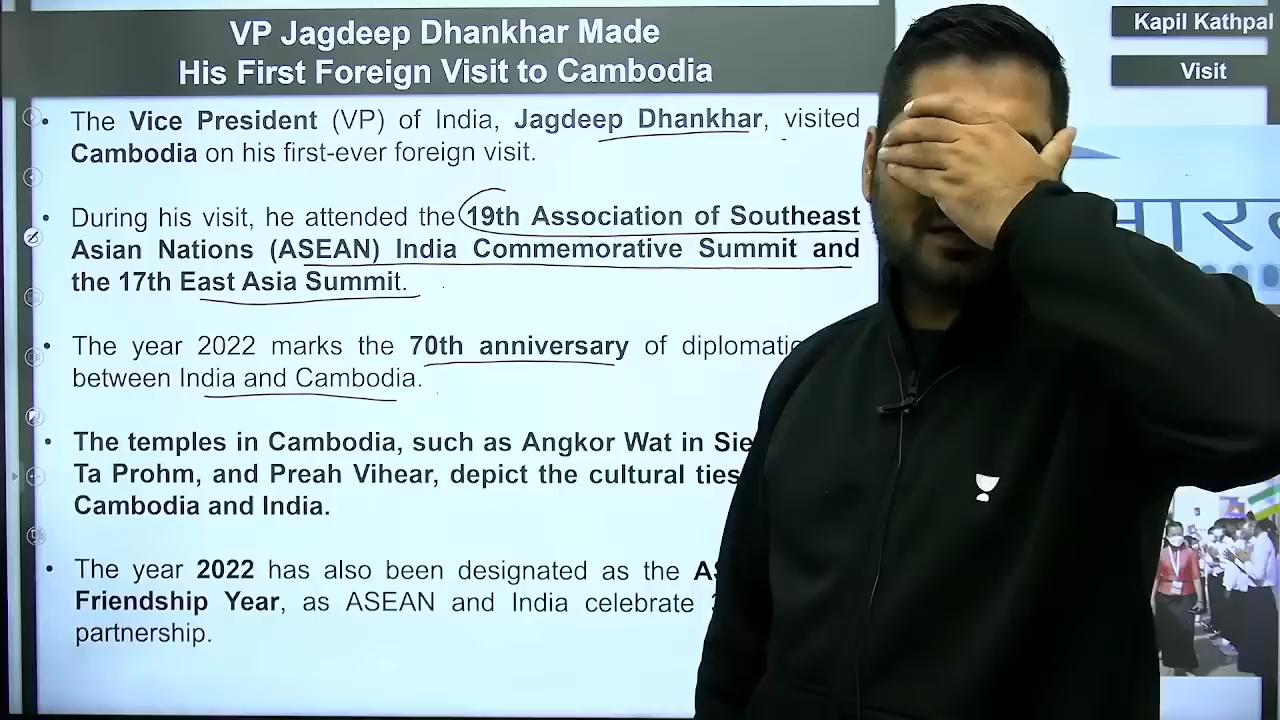 VP Jagdeep Dhankhar Made
His First Foreign Visit to Cambodia
Kapil Kathpal
Visit
• The Vice President (VP) of India, Jagdeep Dhankhar, visited
Cambodia on his first-ever foreign visit.
• During his visit, he attended the 19th Association of Southeast
Asian Nations (ASEAN) India Commemorative Summit and
the 17th East Asia Summit.
• The year 2022 marks the 70th anniversary of
between India and Cambodia.
• The temples in Cambodia, such as Angkor Wat in
Ta Prohm, and Preah Vihear, depict the cultural ties
Cambodia and India.
• The year 2022 has also been designated as the
Friendship Year, as ASEAN and India celebrate
partnership.